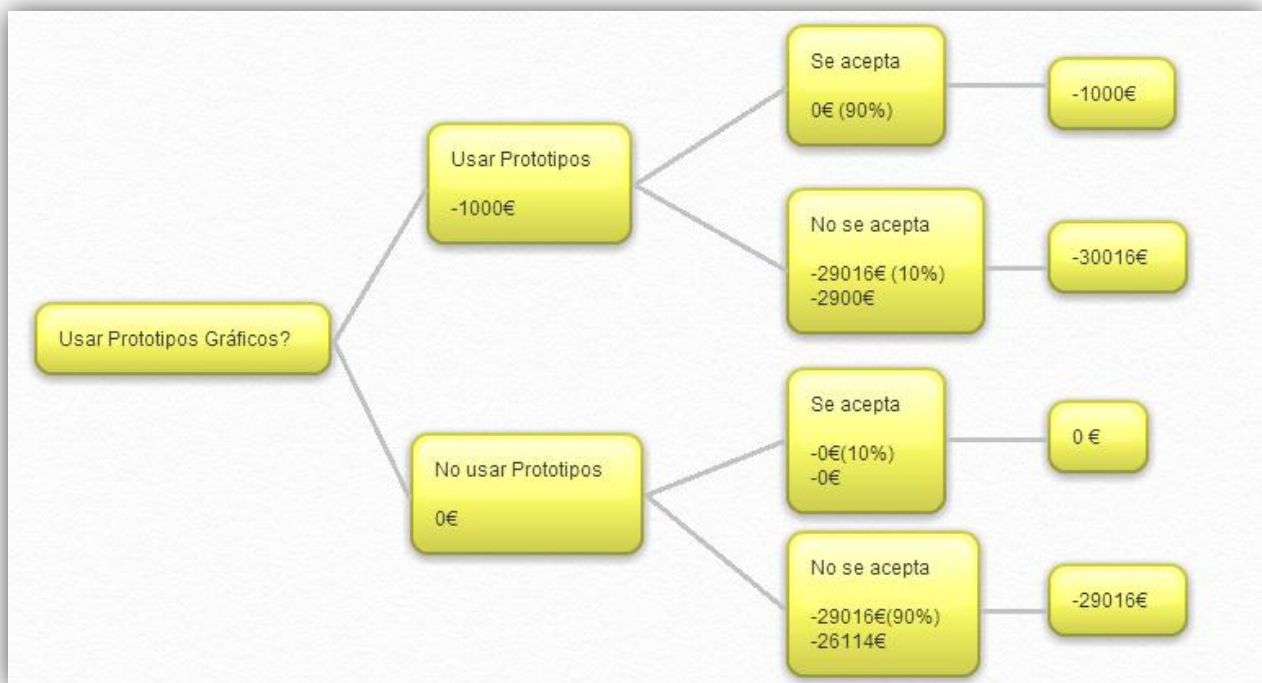 Usar Prototipos Gráficos?
Usar Prototipos
-1000€
No usar Prototipos
0€
Se acepta
0€ (90%)
-1000€
No se acepta
-29016€ (10%)
-2900€
-30016€
Se acepta
-0€(10%)
-0€
0 €
No se acepta
-29016€(90%)
-26114€
-29016€